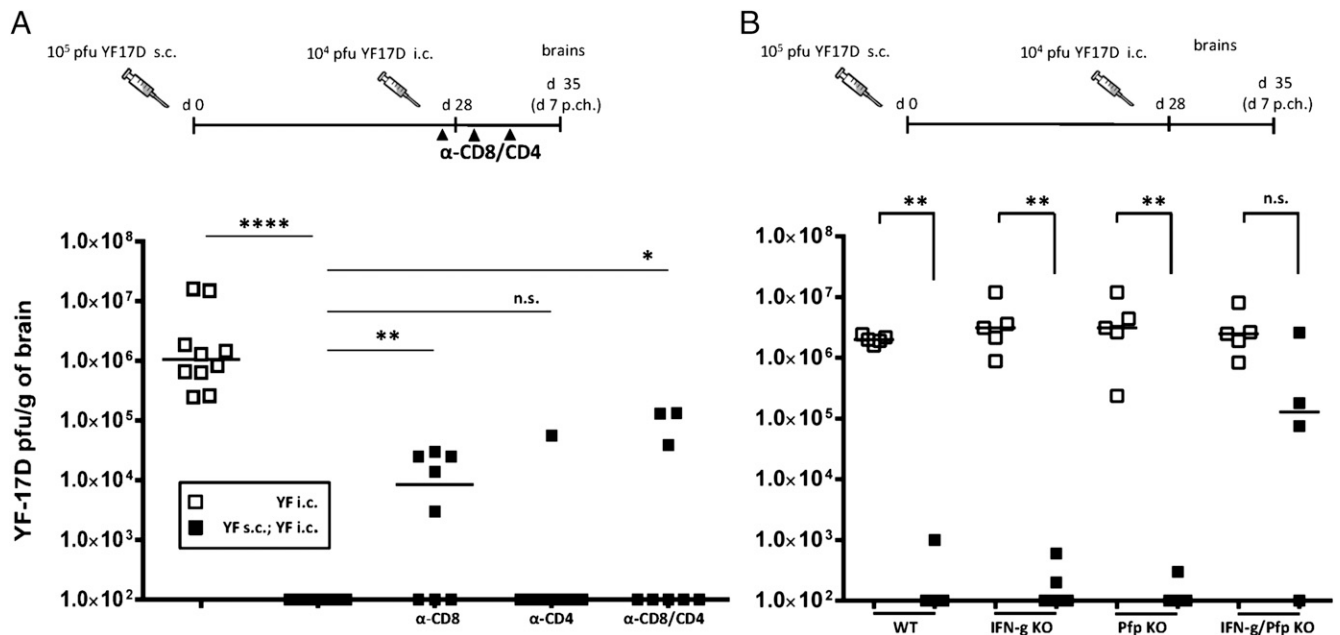 A
10⁵ pfu YF17D s.c.
10⁴ pfu YF17D i.c.
brains
d 0
d 28
d 35
(d 7 p.ch.)
α-CD8/CD4
YF-17D pfu/g of brain
1.0×10⁸
1.0×10⁷
1.0×10⁶
1.0×10⁵
1.0×10⁴
1.0×10³
1.0×10²
****
*
n.s.
**
YF i.c.
YF s.c.; YF i.c.
α-CD8
α-CD4
α-CD8/CD4
B
10⁵ pfu YF17D s.c.
10⁴ pfu YF17D i.c.
brains
d 0
d 28
d 35
(d 7 p.ch.)
1.0×10⁸
1.0×10⁷
1.0×10⁶
1.0×10⁵
1.0×10⁴
1.0×10³
1.0×10²
**
**
**
n.s.
WT
IFN-g KO
Pfp KO
IFN-g/Pfp KO